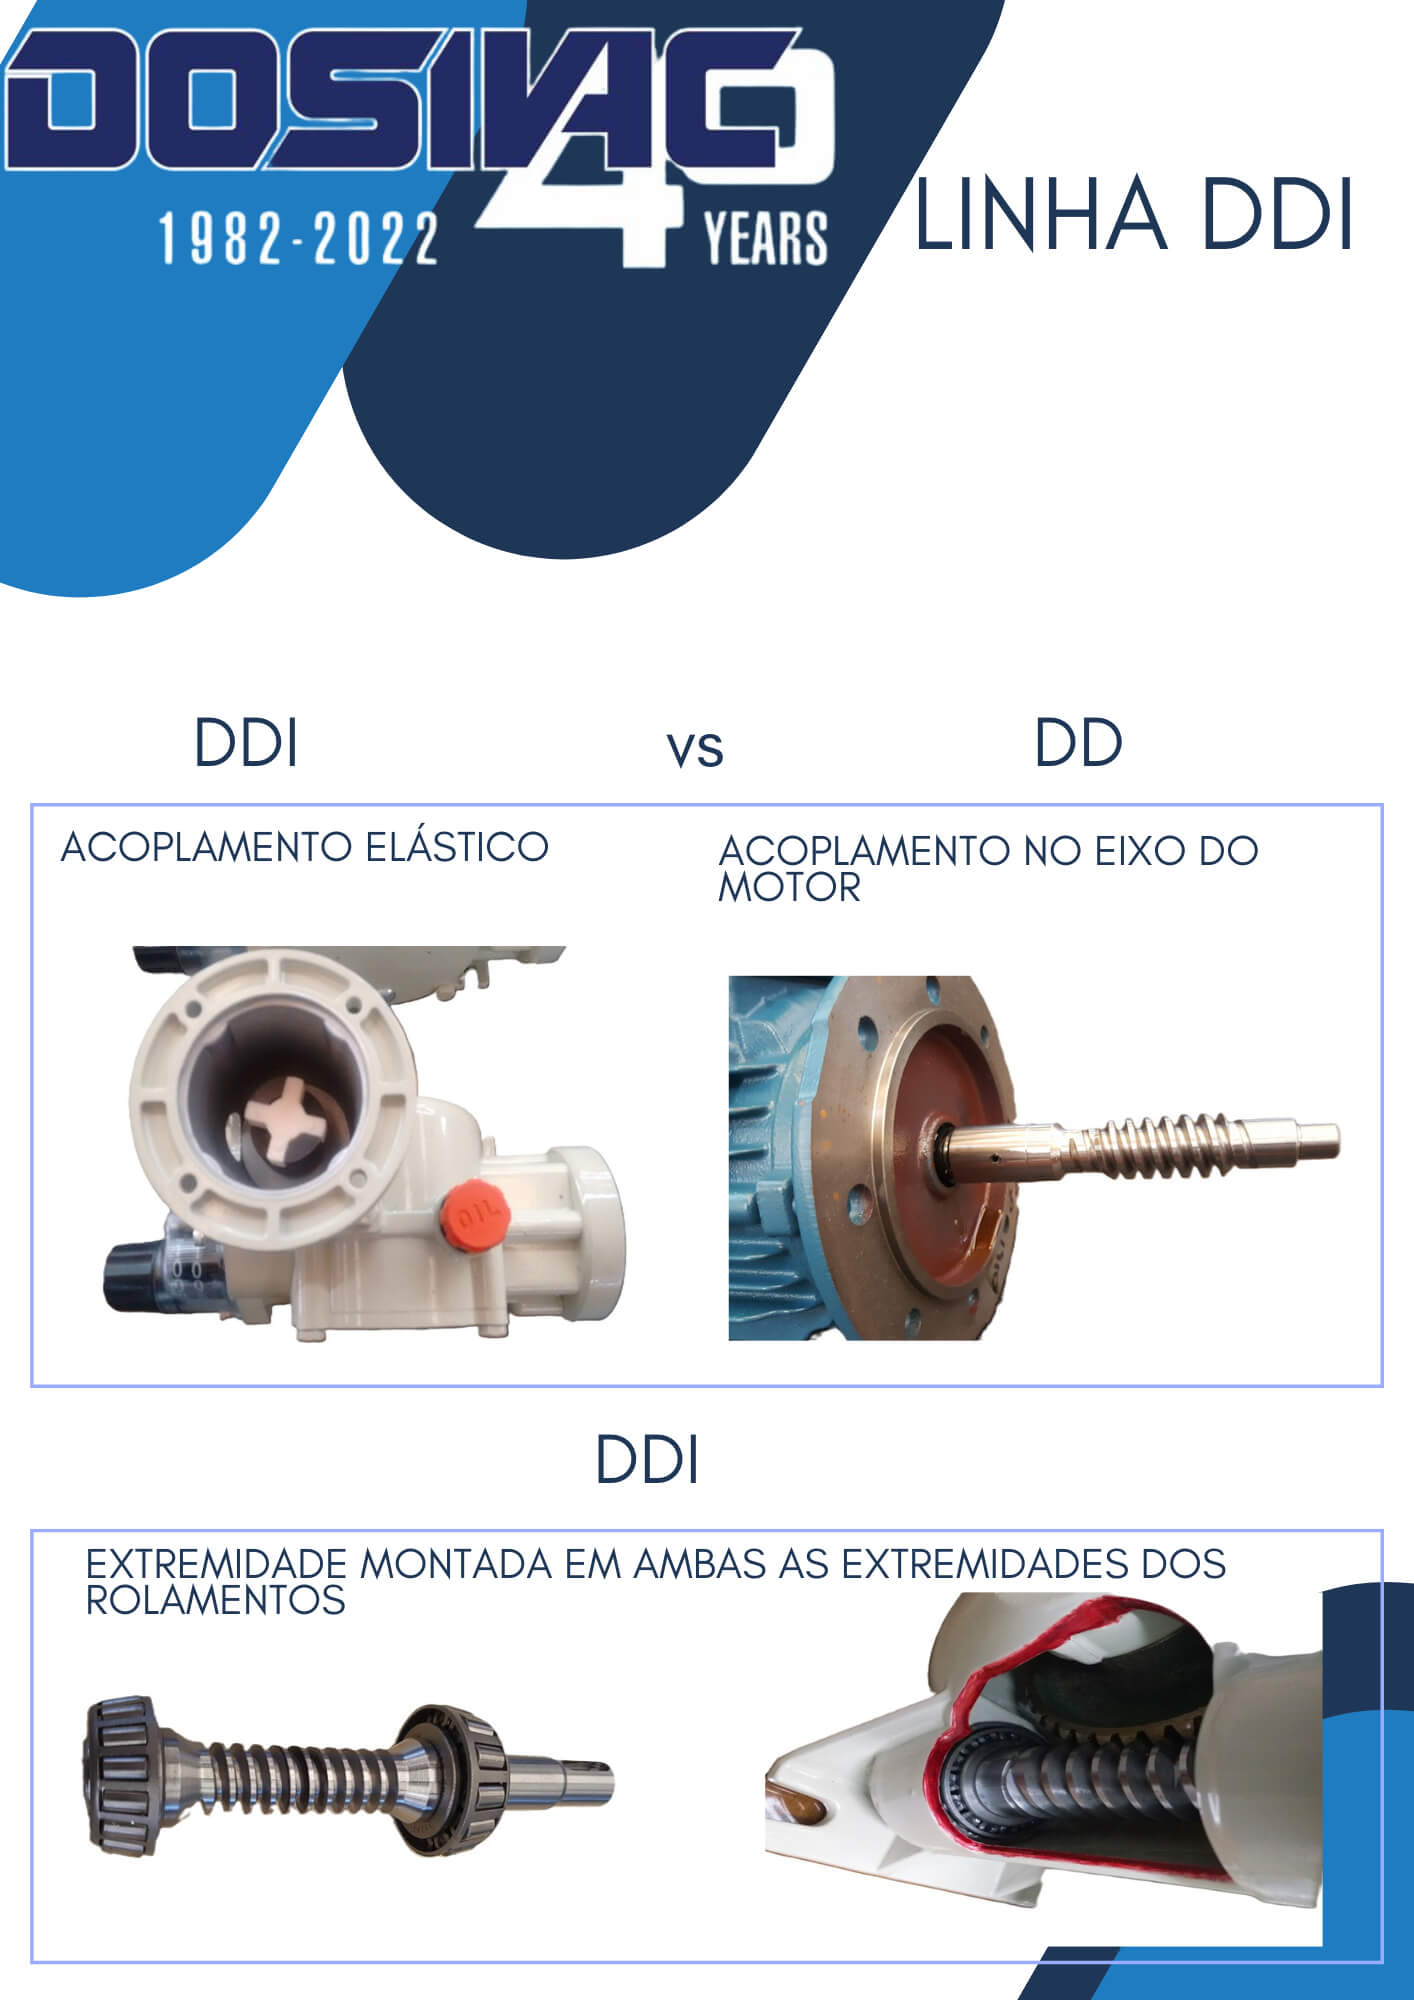 DOSIVAC
40
1982-2022 YEARS
LINHA DDI
DDI vs DD
ACOPLAMENTO ELÁSTICO
ACOPLAMENTO NO EIXO DO
MOTOR
OIL
DDI
EXTREMIDADE MONTADA EM AMBAS AS EXTREMIDADES DOS
ROLAMENTOS